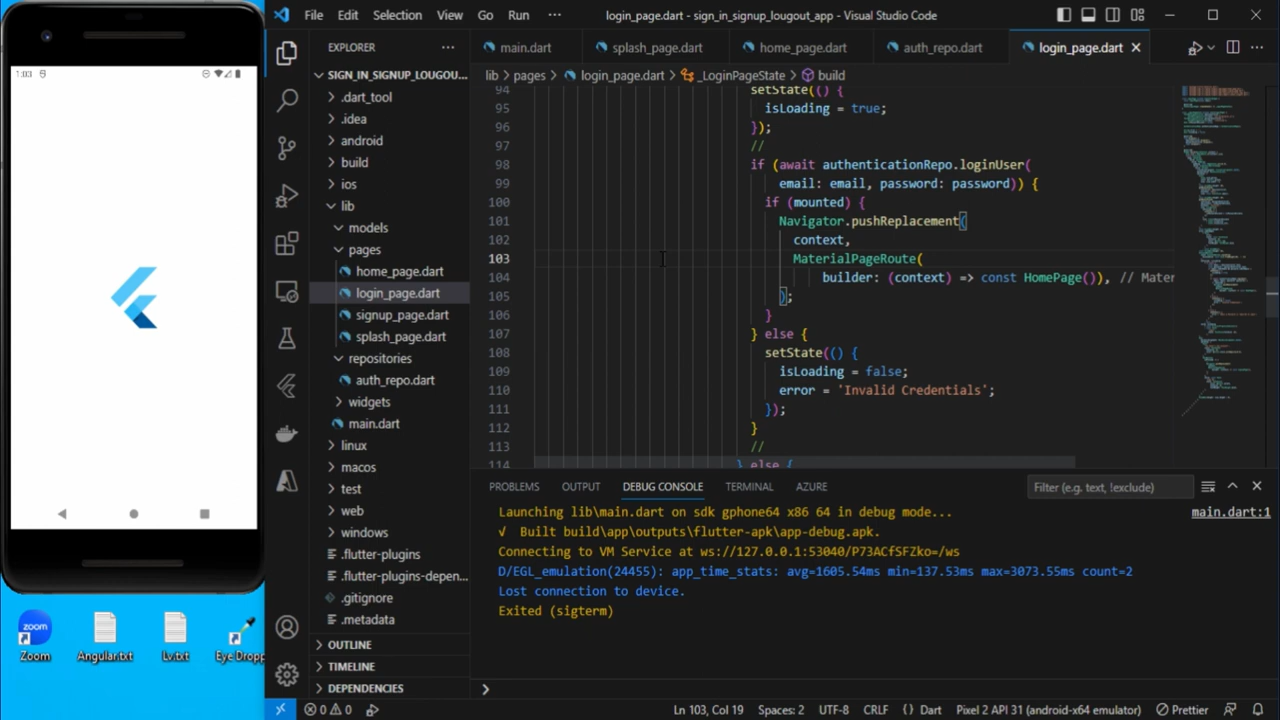 1:03
zoom
Zoom
Angular.txt
Lv.txt
Eye Dropp
File Edit Selection View Go Run ···
login_page.dart - sign_in_signup_lougout_app - Visual Studio Code
EXPLORER ···
SIGN_IN_SIGNUP_LOUGOU...
.dart_tool
.idea
android
build
ios
lib
models
pages
home_page.dart
login_page.dart
signup_page.dart
splash_page.dart
repositories
auth_repo.dart
widgets
main.dart
linux
macos
test
web
windows
.flutter-plugins
.flutter-plugins-depen...
.gitignore
.metadata
OUTLINE
TIMELINE
DEPENDENCIES
main.dart splash_page.dart home_page.dart auth_repo.dart login_page.dart
lib > pages > login_page.dart > _LoginPageState > build
94 setState(() {
95 isLoading = true;
96 });
97 //
98 if (await authenticationRepo.loginUser(
99 email: email, password: password)) {
100 if (mounted) {
101 Navigator.pushReplacement(
102 context,
103 MaterialPageRoute(
104 builder: (context) => const HomePage()), // Mater
105 );
106 }
107 } else {
108 setState(() {
109 isLoading = false;
110 error = 'Invalid Credentials';
111 });
112 }
113 //
114 } else {
PROBLEMS OUTPUT DEBUG CONSOLE TERMINAL AZURE
Filter (e.g. text, !exclude)
Launching lib\main.dart on sdk gphone64 x86 64 in debug mode...
main.dart:1
√ Built build\app\outputs\flutter-apk\app-debug.apk.
Connecting to VM Service at ws://127.0.0.1:53040/P73ACfSFZko=/ws
D/EGL_emulation(24455): app_time_stats: avg=1605.54ms min=137.53ms max=3073.55ms count=2
Lost connection to device.
Exited (sigterm)
0 0
Ln 103, Col 19 Spaces: 2 UTF-8 CRLF {} Dart Pixel 2 API 31 (android-x64 emulator) Prettier